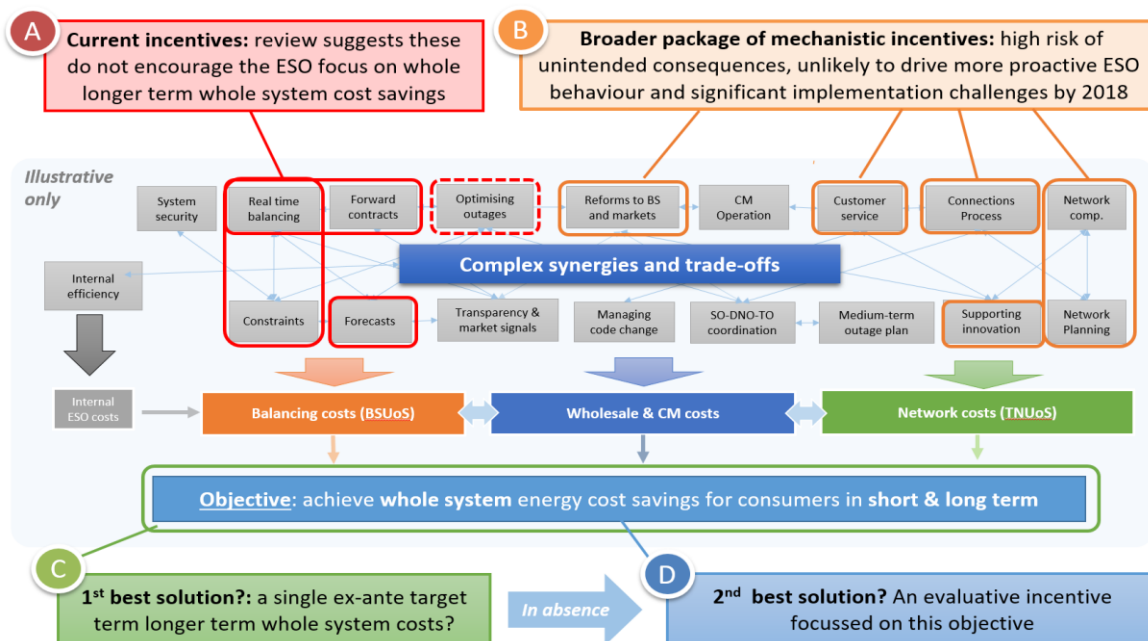 A
Current incentives: review suggests these
do not encourage the ESO focus on whole
longer term whole system cost savings
B
Broader package of mechanistic incentives: high risk of
unintended consequences, unlikely to drive more proactive ESO
behaviour and significant implementation challenges by 2018
Illustrative
only
System
security
Real time
balancing
Forward
contracts
Optimising
outages
Reforms to BS
and markets
CM
Operation
Customer
service
Connections
Process
Network
comp.
Complex synergies and trade-offs
Internal
efficiency
Constraints
Forecasts
Transparency &
market signals
Managing
code change
SO-DNO-TO
coordination
Medium-term
outage plan
Supporting
innovation
Network
Planning
Internal
ESO costs
Balancing costs (BSUoS)
Wholesale & CM costs
Network costs (TNUoS)
Objective: achieve whole system energy cost savings for consumers in short & long term
C
1st best solution?: a single ex-ante target
term longer term whole system costs?
In absence
D
2nd best solution? An evaluative incentive
focussed on this objective